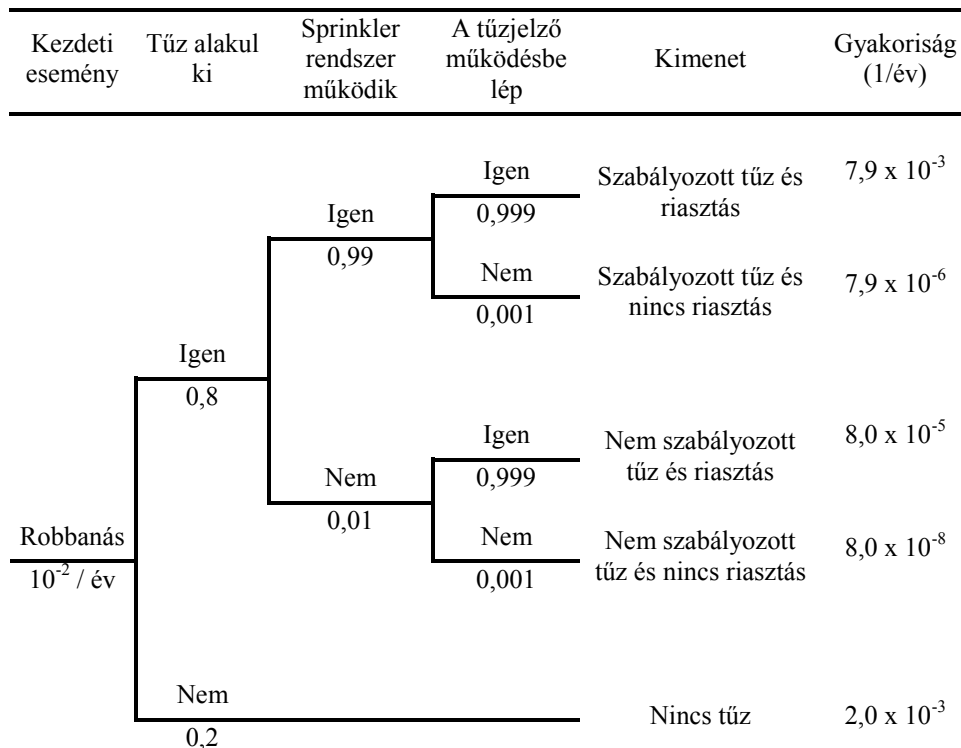 Kezdeti esemény
Tűz alakul ki
Sprinkler rendszer működik
A tűzjelző működésbe lép
Kimenet
Gyakoriság (1/év)
Igen
0,999
Szabályozott tűz és riasztás
7,9 x 10⁻³
Igen
0,99
Nem
0,001
Szabályozott tűz és nincs riasztás
7,9 x 10⁻⁶
Igen
0,8
Igen
0,999
Nem szabályozott tűz és riasztás
8,0 x 10⁻⁵
Nem
0,01
Robbanás
10⁻² / év
Nem
0,001
Nem szabályozott tűz és nincs riasztás
8,0 x 10⁻⁸
Nem
0,2
Nincs tűz
2,0 x 10⁻³